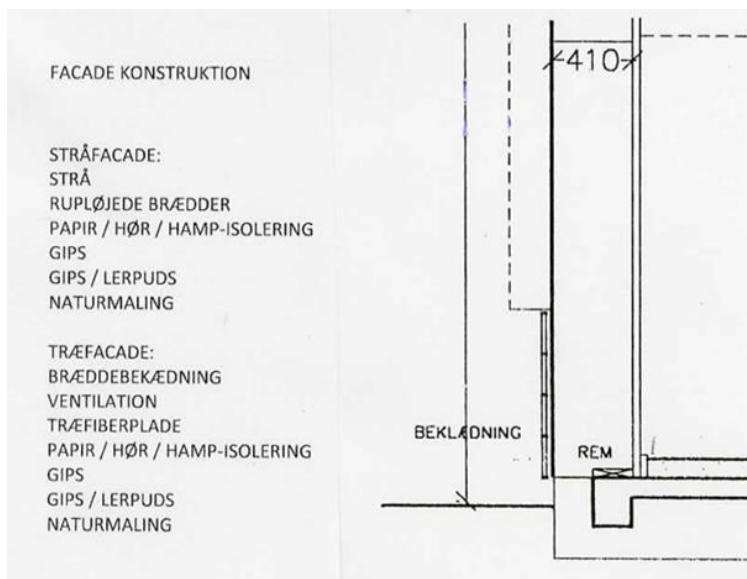 FACADE KONSTRUKTION
STRÅFACADE:
STRÅ
RUPLØJEDE BRÆDDER
PAPIR / HØR / HAMP-ISOLERING
GIPS
GIPS / LERPUDS
NATURMALING
TRÆFACADE:
BRÆDDEBEKÆDNING
VENTILATION
TRÆFIBERPLADE
PAPIR / HØR / HAMP-ISOLERING
GIPS
GIPS / LERPUDS
NATURMALING
410
BEKLÆDNING
REM